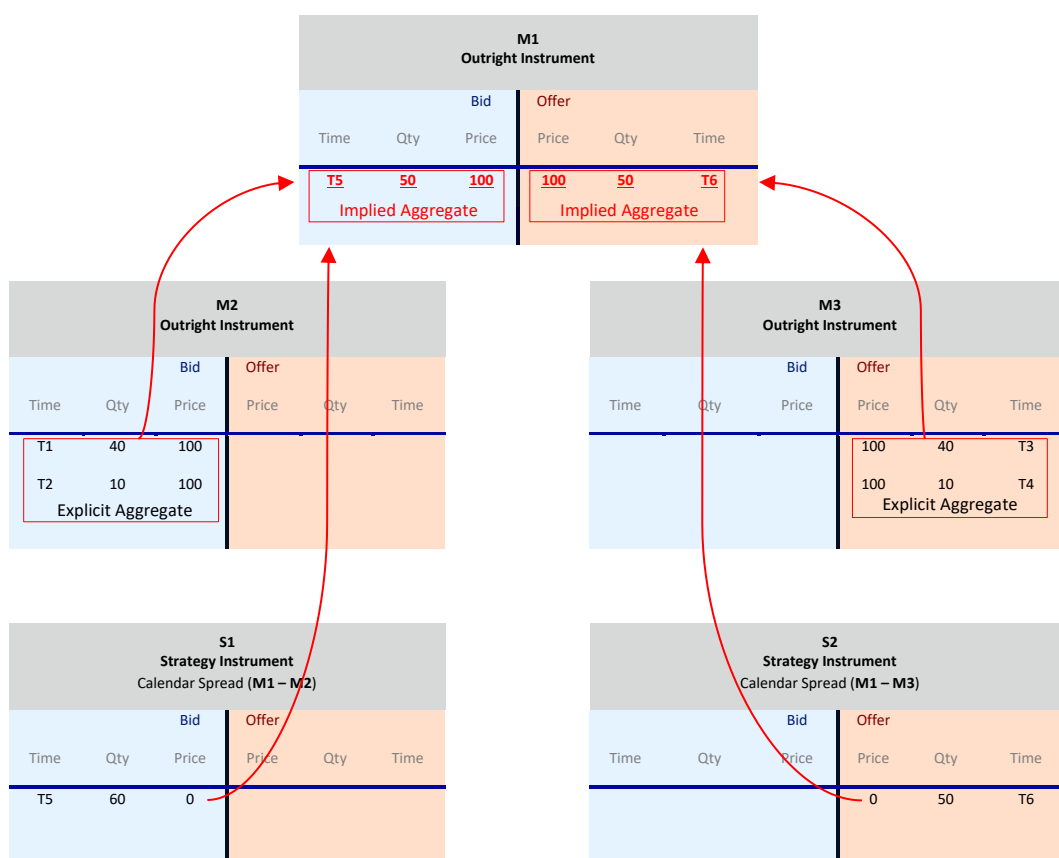 M1
Outright Instrument
Bid Offer
Time Qty Price Price Qty Time
T5 50 100 100 50 T6
Implied Aggregate Implied Aggregate
M2
Outright Instrument
Bid Offer
Time Qty Price Price Qty Time
T1 40 100
T2 10 100
Explicit Aggregate
M3
Outright Instrument
Bid Offer
Time Qty Price Price Qty Time
100 40 T3
100 10 T4
Explicit Aggregate
S1
Strategy Instrument
Calendar Spread (M1 – M2)
Bid Offer
Time Qty Price Price Qty Time
T5 60 0
S2
Strategy Instrument
Calendar Spread (M1 – M3)
Bid Offer
Time Qty Price Price Qty Time
0 50 T6